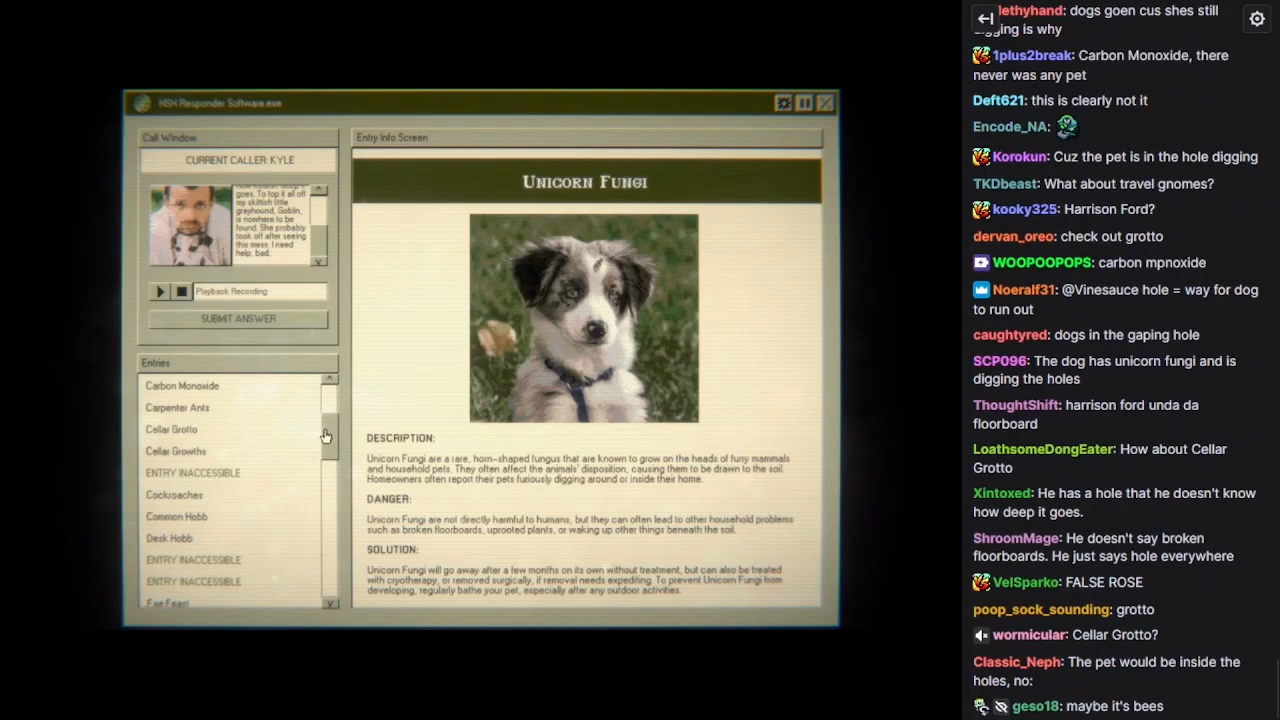 HSH Responder Software.exe
Call Window
CURRENT CALLER: KYLE
goes. To top it all off
my skittish little
greyhound, Goblin,
is nowhere to be
found. She probably
took off after seeing
this mess. I need
help, bad.
Playback Recording
SUBMIT ANSWER
Entries
Carbon Monoxide
Carpenter Ants
Cellar Grotto
Cellar Growths
ENTRY INACCESSIBLE
Cockroaches
Common Hobb
Desk Hobb
ENTRY INACCESSIBLE
ENTRY INACCESSIBLE
Fae Feast
Entry Info Screen
UNICORN FUNGI
DESCRIPTION:
Unicorn Fungi are a rare, horn-shaped fungus that are known to grow on the heads of furry mammals
and household pets. They often affect the animals' disposition, causing them to be drawn to the soil.
Homeowners often report their pets furiously digging around or inside their home.
DANGER:
Unicorn Fungi are not directly harmful to humans, but they can often lead to other household problems
such as broken floorboards, uprooted plants, or waking up other things beneath the soil.
SOLUTION:
Unicorn Fungi will go away after a few months on its own without treatment, but can also be treated
with cryotherapy, or removed surgically, if removal needs expediting. To prevent Unicorn Fungi from
developing, regularly bathe your pet, especially after any outdoor activities.
lethyhand: dogs goen cus shes still
digging is why
1plus2break: Carbon Monoxide, there
never was any pet
Deft621: this is clearly not it
Encode_NA:
Korokun: Cuz the pet is in the hole digging
TKDbeast: What about travel gnomes?
kooky325: Harrison Ford?
dervan_oreo: check out grotto
WOOPOOPOPS: carbon mpnoxide
Noeralf31: @Vinesauce hole = way for dog
to run out
caughtyred: dogs in the gaping hole
SCP096: The dog has unicorn fungi and is
digging the holes
ThoughtShift: harrison ford unda da
floorboard
LoathsomeDongEater: How about Cellar
Grotto
Xintoxed: He has a hole that he doesn't know
how deep it goes.
ShroomMage: He doesn't say broken
floorboards. He just says hole everywhere
VelSparko: FALSE ROSE
poop_sock_sounding: grotto
wormicular: Cellar Grotto?
Classic_Neph: The pet would be inside the
holes, no:
geso18: maybe it's bees